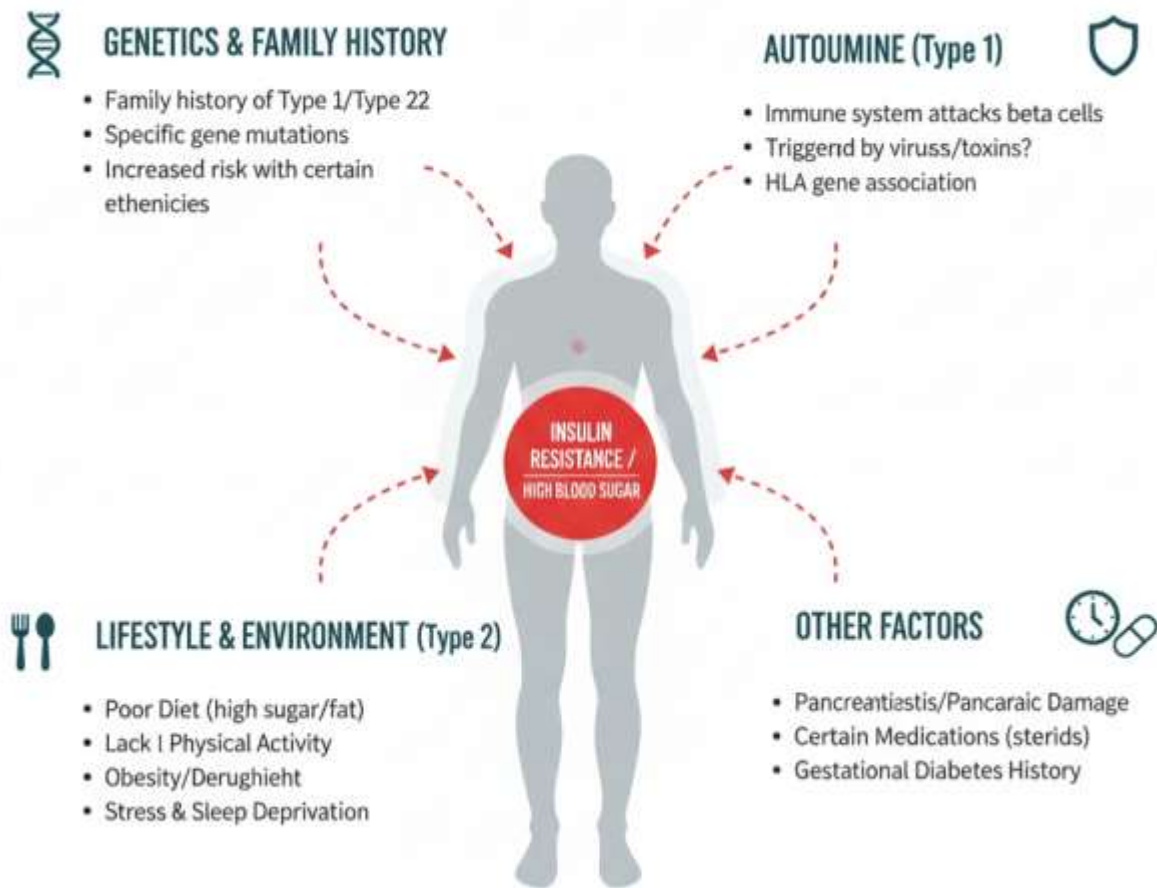 GENETICS & FAMILY HISTORY
• Family history of Type 1/Type 22
• Specific gene mutations
• Increased risk with certain
ethenicies
AUTOUMINE (Type 1)
• Immune system attacks beta cells
• Triggend by viruss/toxins?
• HLA gene association
INSULIN
RESISTANCE /
HIGH BLOOD SUGAR
LIFESTYLE & ENVIRONMENT (Type 2)
• Poor Diet (high sugar/fat)
• Lack I Physical Activity
• Obesity/Derughieht
• Stress & Sleep Deprivation
OTHER FACTORS
• Pancreantiestis/Pancaraic Damage
• Certain Medications (sterids)
• Gestational Diabetes History